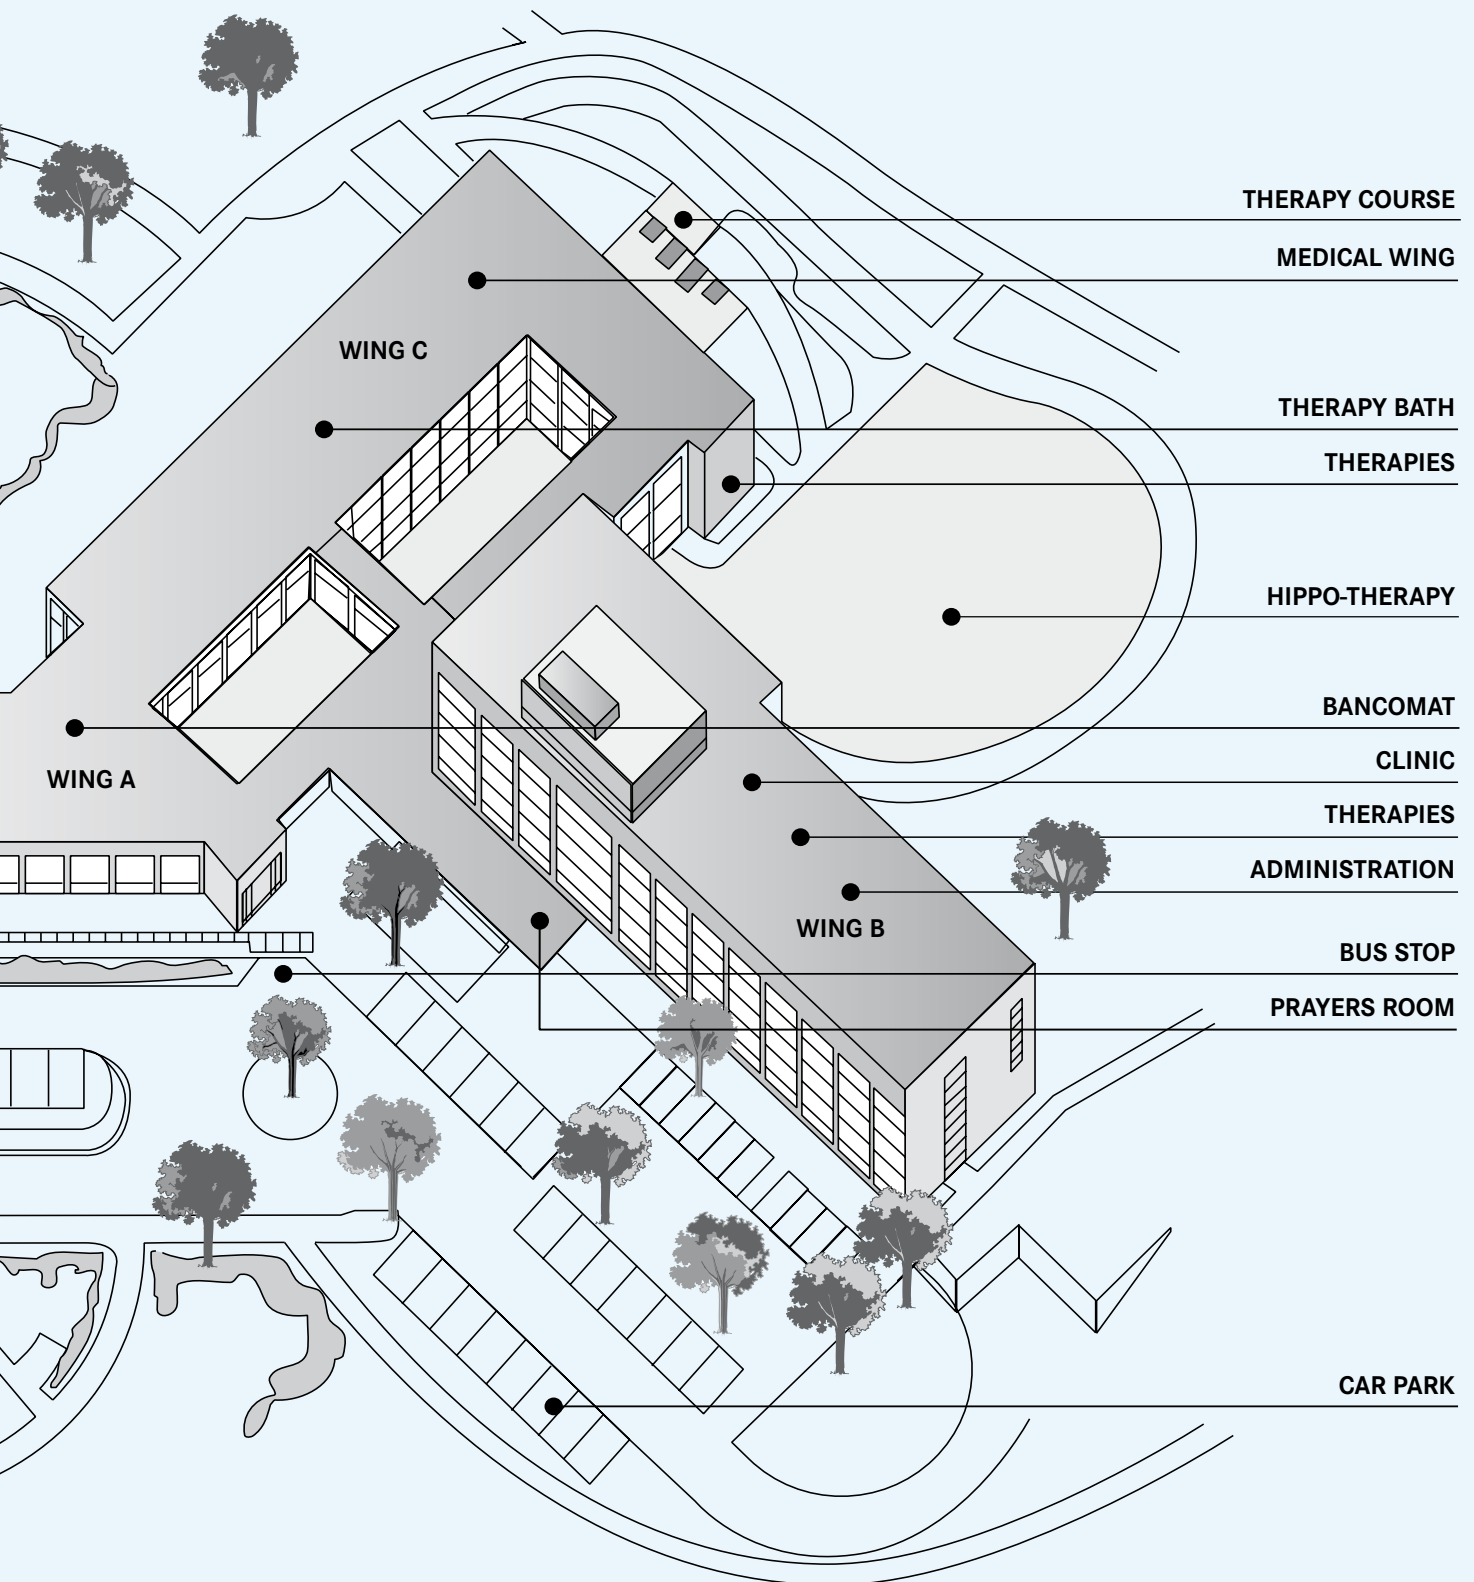 THERAPY COURSE
MEDICAL WING
WING C
THERAPY BATH
THERAPIES
HIPPO-THERAPY
BANCOMAT
CLINIC
WING A
THERAPIES
ADMINISTRATION
WING B
BUS STOP
PRAYERS ROOM
CAR PARK